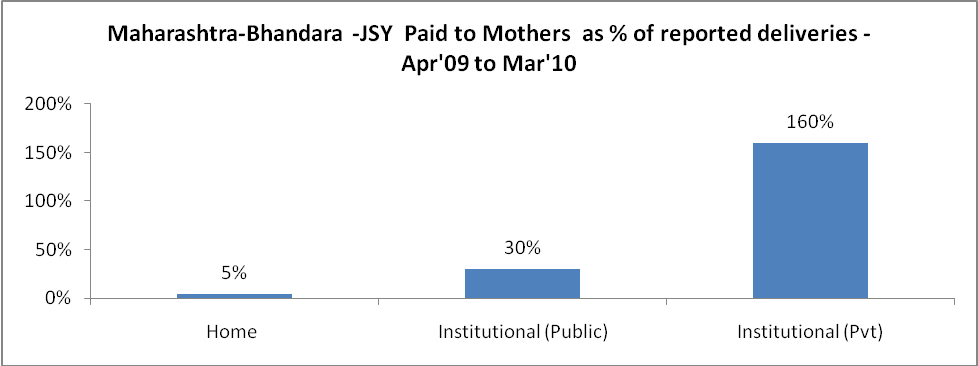 Maharashtra-Bhandara -JSY Paid to Mothers as % of reported deliveries -
Apr'09 to Mar'10
200%
150%
100%
50%
0%
5%
30%
160%
Home
Institutional (Public)
Institutional (Pvt)